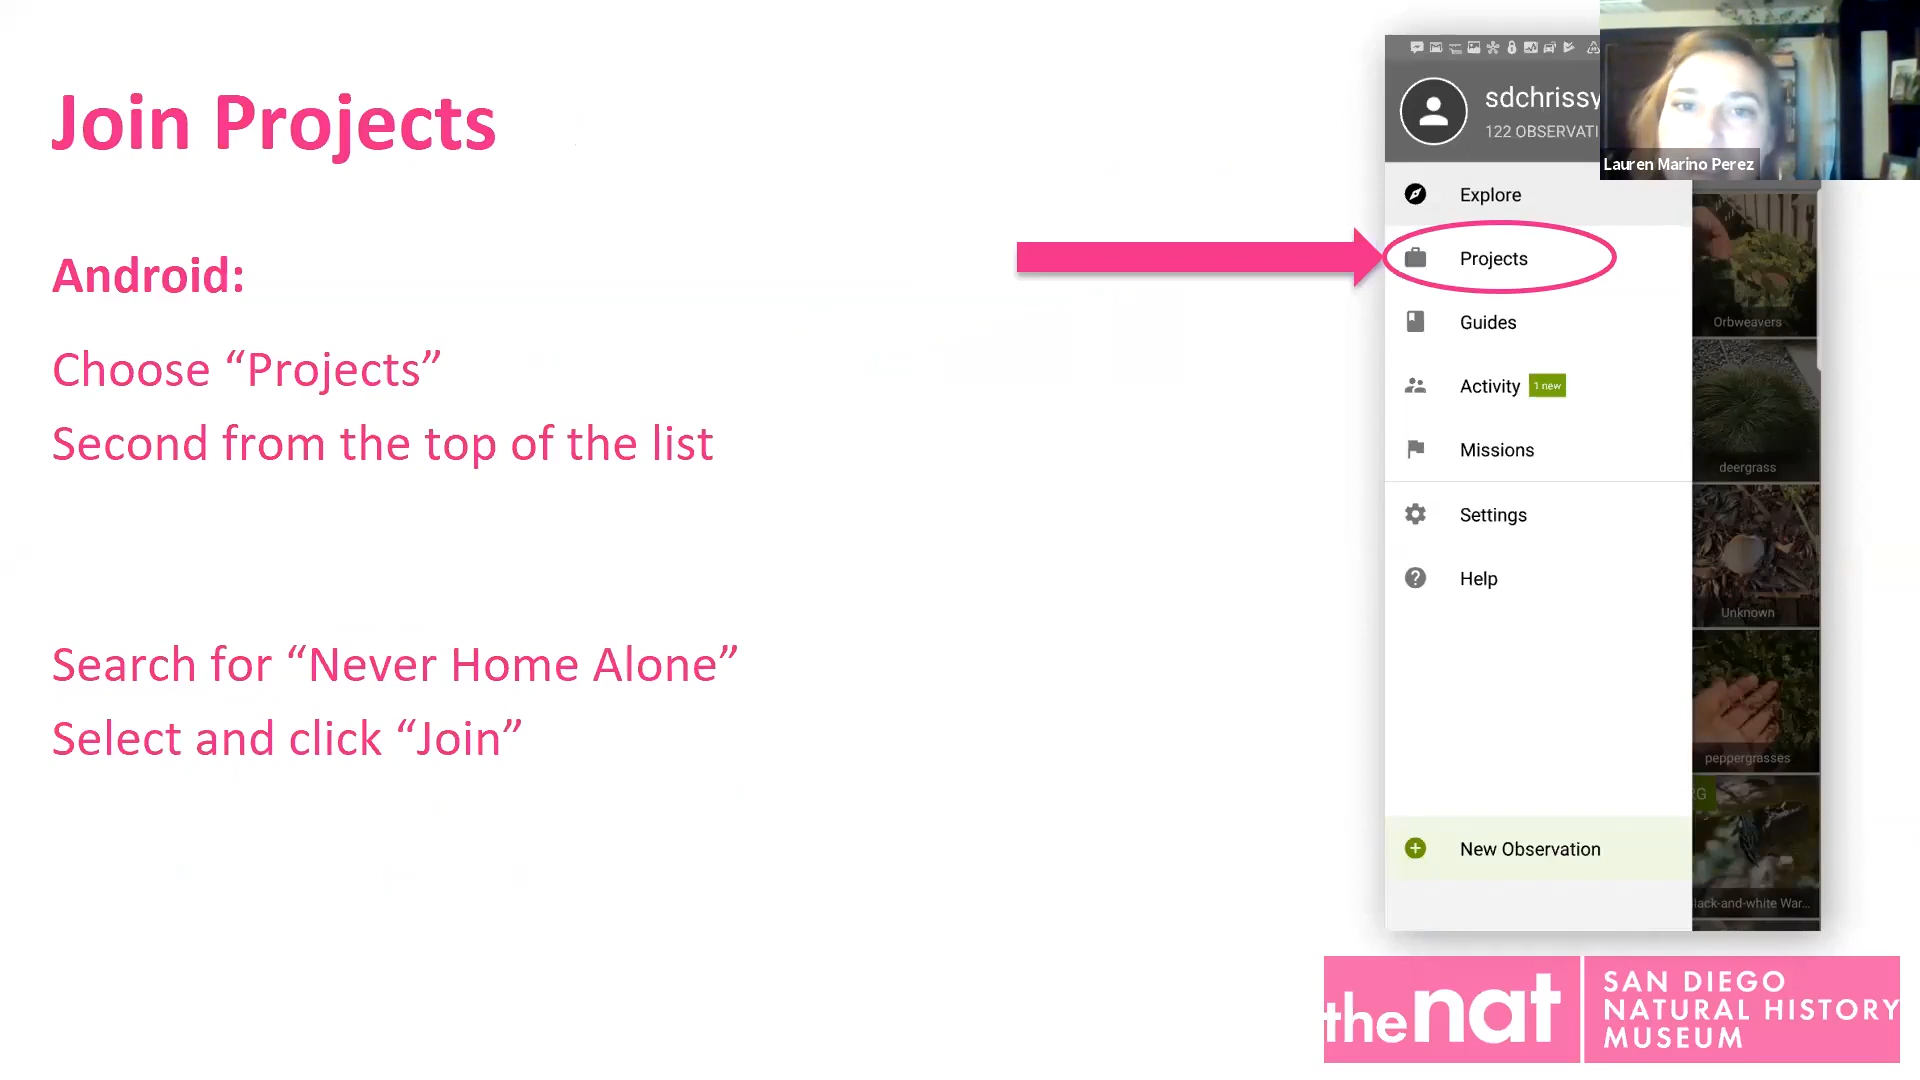 Join Projects
Android:
Choose “Projects”
Second from the top of the list
Search for “Never Home Alone”
Select and click “Join”
sdchrissy
122 OBSERVATI
Lauren Marino Perez
Explore
Projects
Guides
Activity 1 new
Missions
Settings
Help
New Observation
Orbweavers
deergrass
Unknown
peppergrasses
RG
lack-and-white War...
the nat
SAN DIEGO
NATURAL HISTORY
MUSEUM